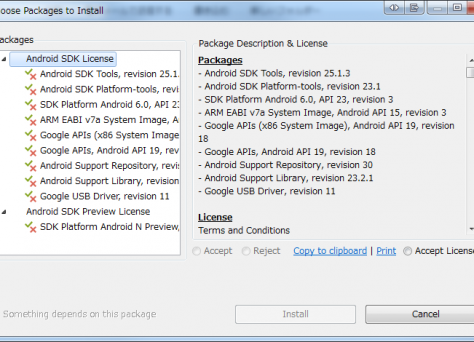 oose Packages to Install
ackages
Package Description & License
Android SDK License
Android SDK Tools, revision 25.1.
Android SDK Platform-tools, revis
SDK Platform Android 6.0, API 23
ARM EABI v7a System Image, A
Google APIs (x86 System Image
Google APIs, Android API 19, rev
Android Support Repository, revis
Android Support Library, revision
Google USB Driver, revision 11
Android SDK Preview License
SDK Platform Android N Preview,
Packages
- Android SDK Tools, revision 25.1.3
- Android SDK Platform-tools, revision 23.1
- SDK Platform Android 6.0, API 23, revision 3
- ARM EABI v7a System Image, Android API 15, revision 3
- Google APIs (x86 System Image), Android API 19, revision
18
- Google APIs, Android API 19, revision 18
- Android Support Repository, revision 30
- Android Support Library, revision 23.2.1
- Google USB Driver, revision 11
License
Terms and Conditions
Accept Reject Copy to clipboard | Print Accept License
Something depends on this package
Install Cancel